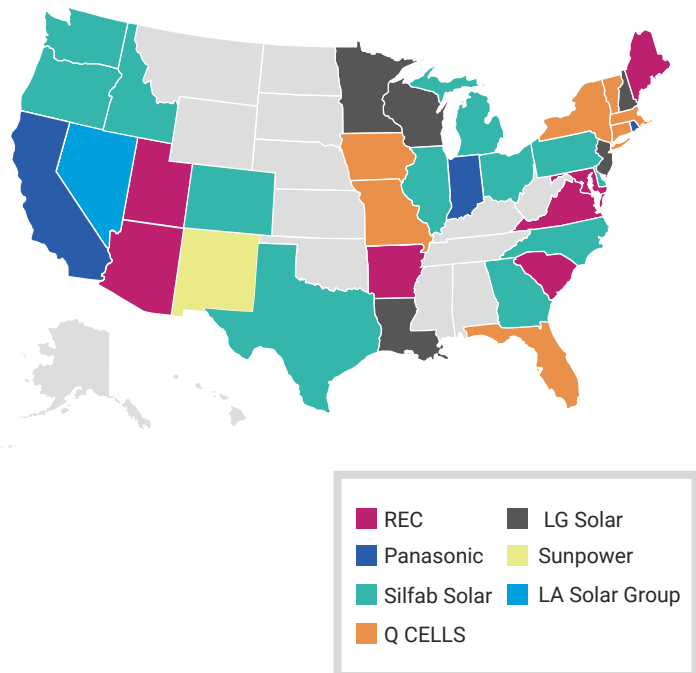 REC
Panasonic
Silfab Solar
Q CELLS
LG Solar
Sunpower
LA Solar Group